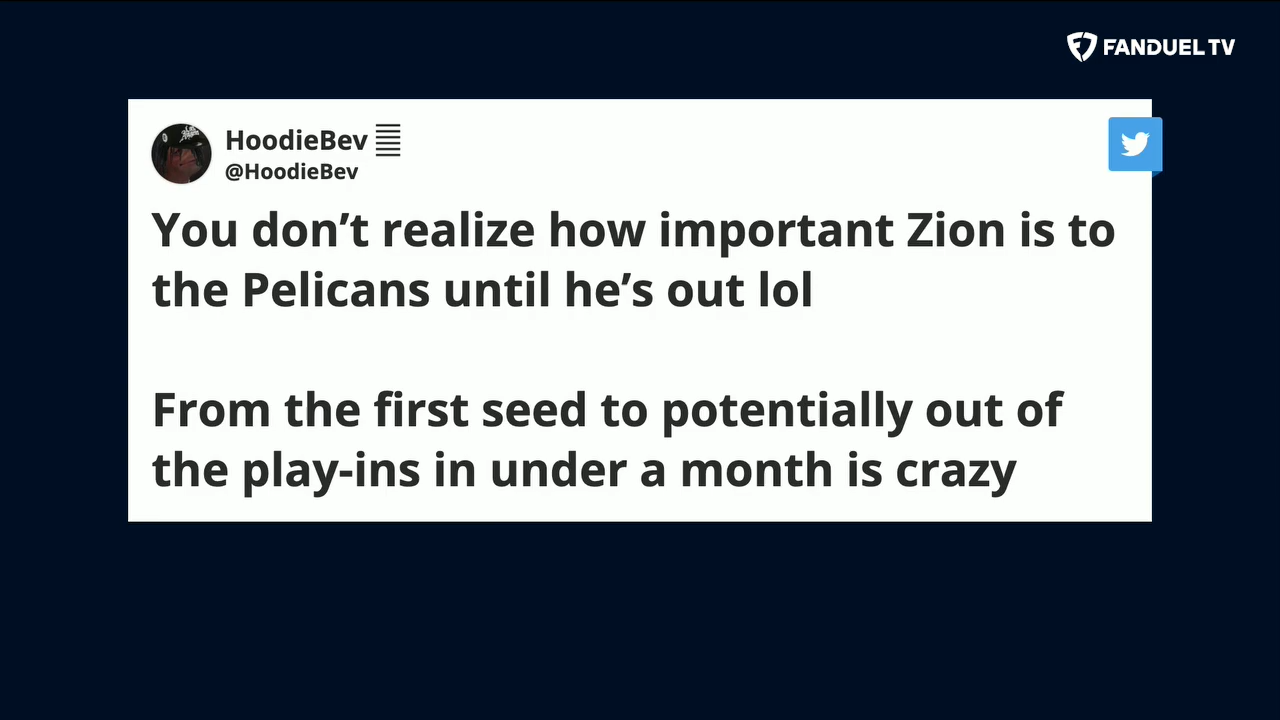 FANDUEL TV
HoodieBev
@HoodieBev
You don’t realize how important Zion is to
the Pelicans until he’s out lol
From the first seed to potentially out of
the play-ins in under a month is crazy